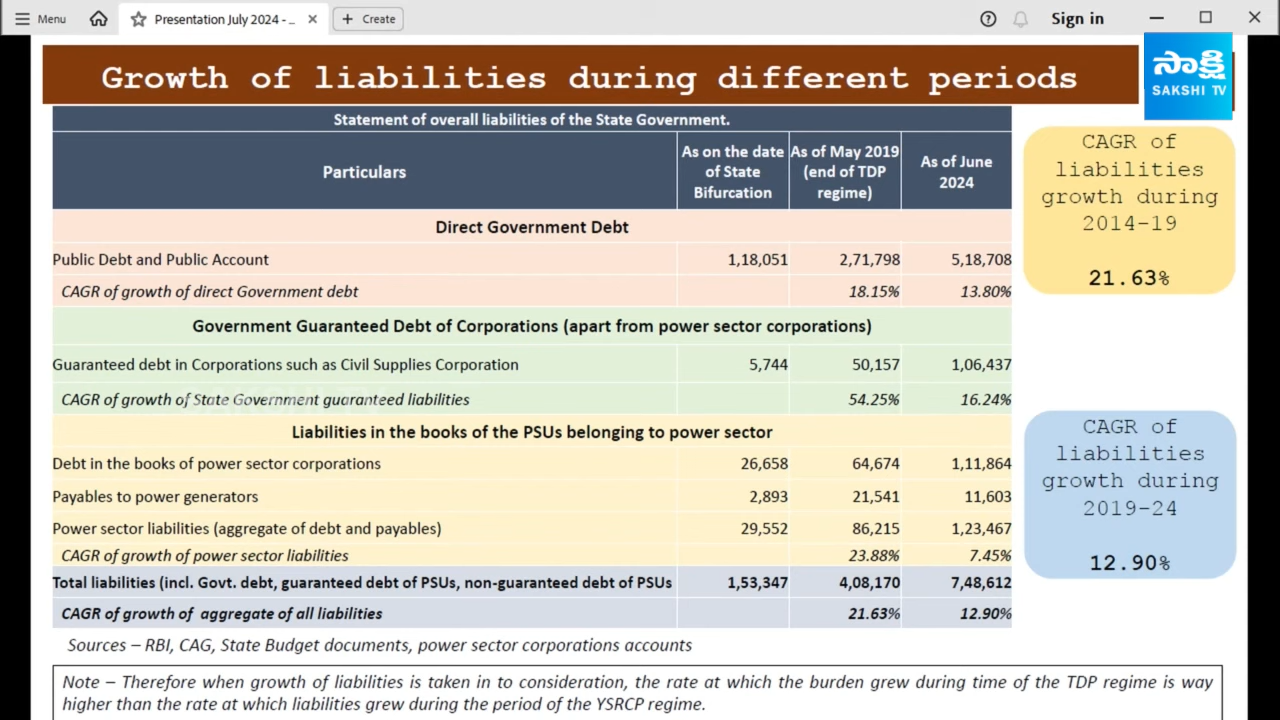 Menu
Presentation July 2024 - ...
Create
Sign in
Growth of liabilities during different periods
సాక్షి
SAKSHI TV
Statement of overall liabilities of the State Government.
Particulars
As on the date of State Bifurcation
As of May 2019 (end of TDP regime)
As of June 2024
Direct Government Debt
Public Debt and Public Account 1,18,051 2,71,798 5,18,708
CAGR of growth of direct Government debt 18.15% 13.80%
Government Guaranteed Debt of Corporations (apart from power sector corporations)
Guaranteed debt in Corporations such as Civil Supplies Corporation 5,744 50,157 1,06,437
CAGR of growth of State Government guaranteed liabilities 54.25% 16.24%
Liabilities in the books of the PSUs belonging to power sector
Debt in the books of power sector corporations 26,658 64,674 1,11,864
Payables to power generators 2,893 21,541 11,603
Power sector liabilities (aggregate of debt and payables) 29,552 86,215 1,23,467
CAGR of growth of power sector liabilities 23.88% 7.45%
Total liabilities (incl. Govt. debt, guaranteed debt of PSUs, non-guaranteed debt of PSUs 1,53,347 4,08,170 7,48,612
CAGR of growth of aggregate of all liabilities 21.63% 12.90%
CAGR of
liabilities
growth during
2014-19
21.63%
CAGR of
liabilities
growth during
2019-24
12.90%
Sources – RBI, CAG, State Budget documents, power sector corporations accounts
Note – Therefore when growth of liabilities is taken in to consideration, the rate at which the burden grew during time of the TDP regime is way
higher than the rate at which liabilities grew during the period of the YSRCP regime.
SAKSHI TV